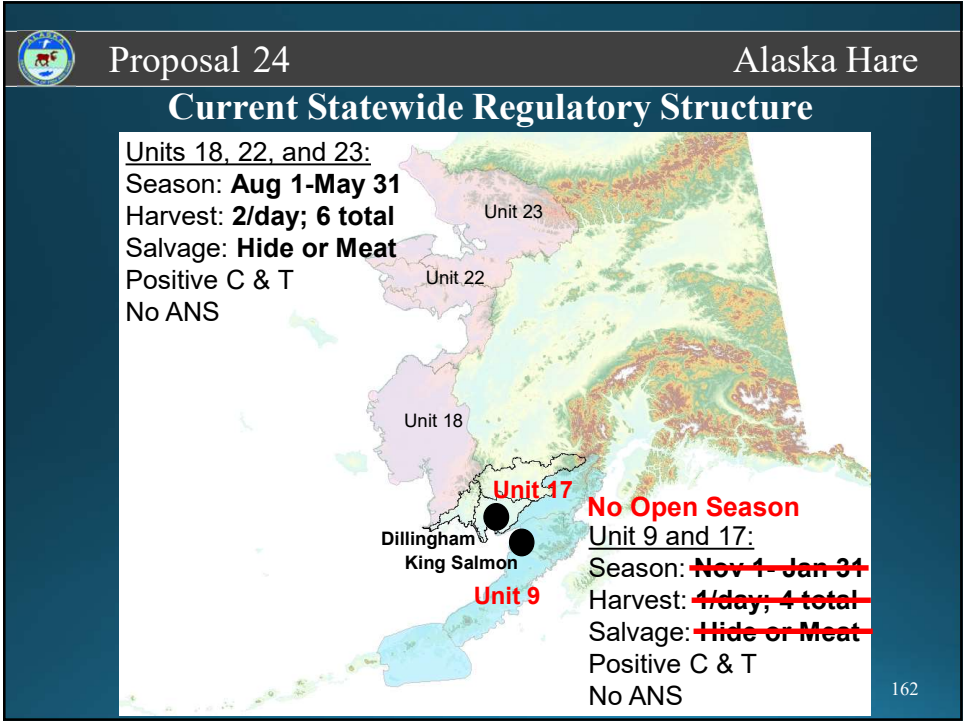 Proposal 24
Alaska Hare
Current Statewide Regulatory Structure
Units 18, 22, and 23:
Season: Aug 1-May 31
Harvest: 2/day; 6 total
Salvage: Hide or Meat
Positive C & T
No ANS
Unit 23
Unit 22
Unit 18
Unit 17
Dillingham
King Salmon
Unit 9
No Open Season
Unit 9 and 17:
Season: Nov 1- Jan 31
Harvest: 1/day; 4 total
Salvage: Hide or Meat
Positive C & T
No ANS
162